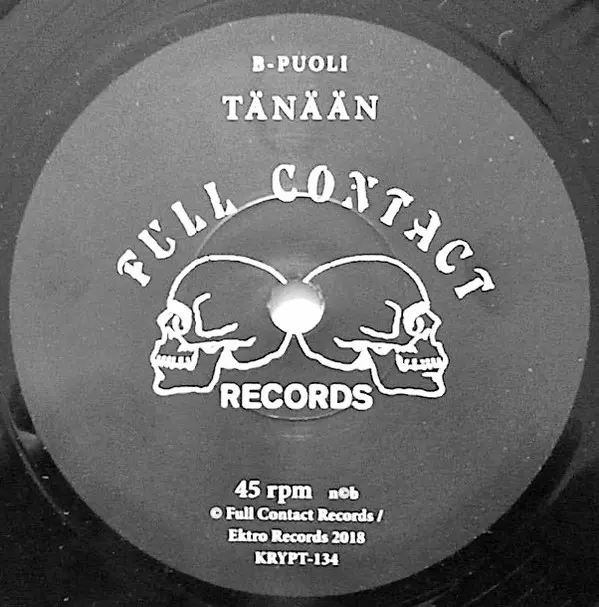 B-PUOLI
TÄNÄÄN
FULL CONTACT
RECORDS
45 rpm n©b
© Full Contact Records /
Ektro Records 2018
KRYPT-134